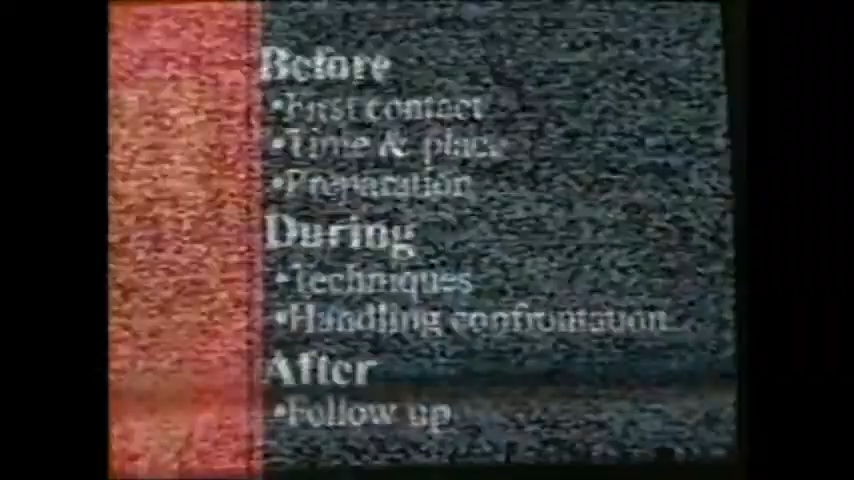 Before
•First contact
•Time & place
•Preparation
During
•Techniques
•Handling confrontation
After
•Follow up